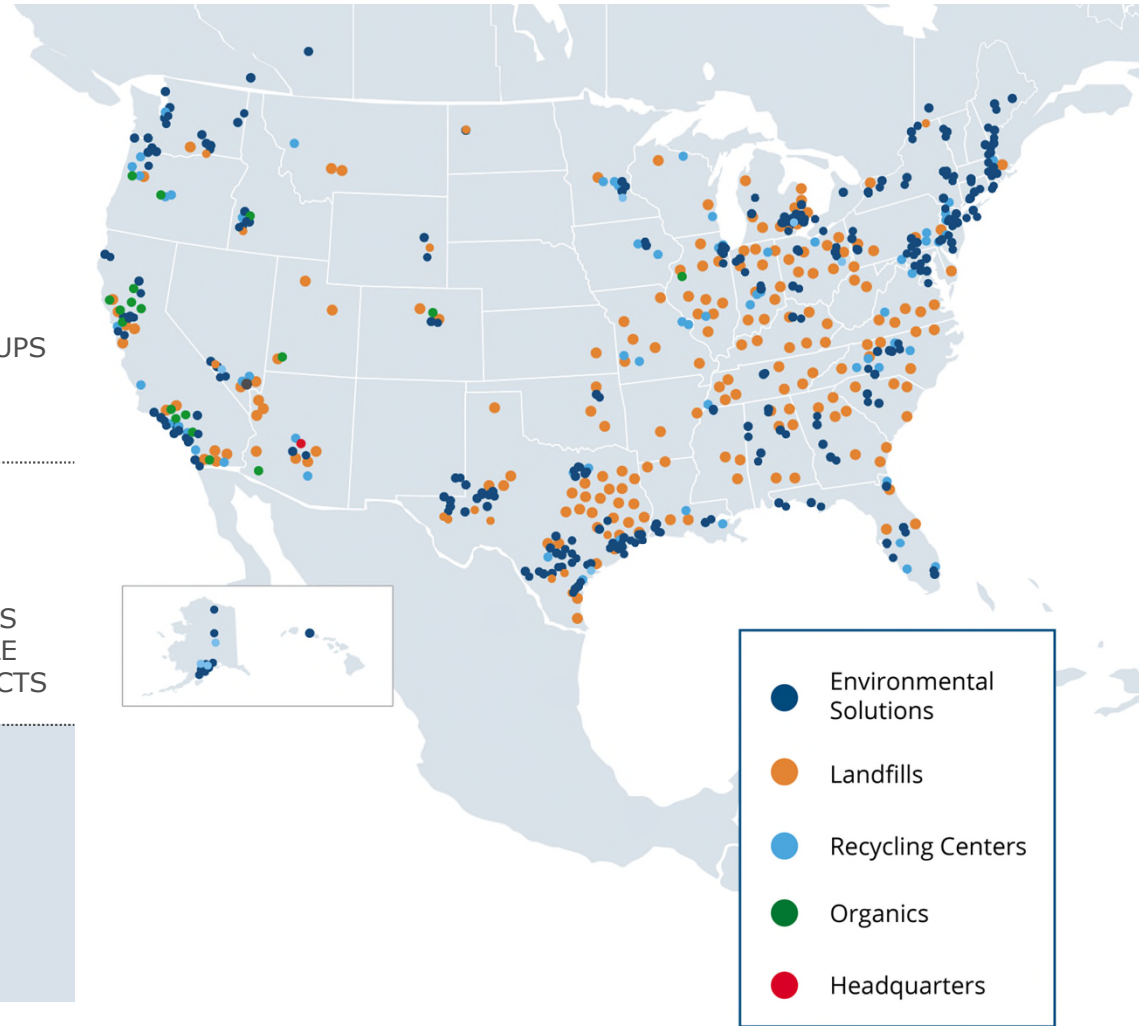 UPS
S
E
CTS
Environmental
Solutions
Landfills
Recycling Centers
Organics
Headquarters